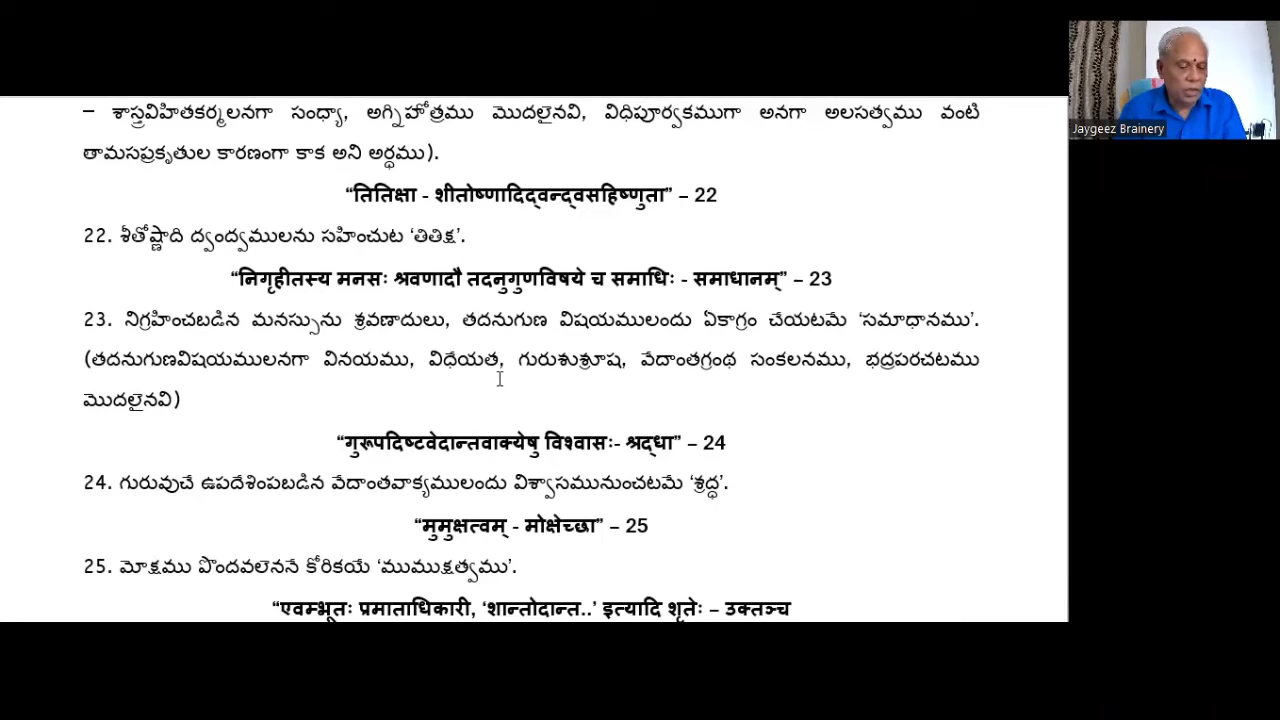 – శాస్త్రవిహితకర్మలనగా సంధ్యా, అగ్నిహోత్రము మొదలైనవి, విధిపూర్వకముగా అనగా అలసత్వము వంటి
తామసప్రకృతుల కారణంగా కాక అని అర్థము).
“तितिक्षा - शीतोष्णादिद्वन्द्वसहिष्णुता” – 22
22. శీతోష్ణాది ద్వంద్వములను సహించుట ‘తితిక్ష’.
“निगृहीतस्य मनसः श्रवणादौ तदनुगुणविषये च समाधिः - समाधानम्” – 23
23. నిగ్రహించబడిన మనస్సును శ్రవణాదులు, తదనుగుణ విషయములందు ఏకాగ్రం చేయటమే ‘సమాధానము’.
(తదనుగుణవిషయములనగా వినయము, విధేయత, గురుశుశ్రూష, వేదాంతగ్రంథ సంకలనము, భద్రపరచటము
మొదలైనవి)
“गुरूपदिष्टवेदान्तवाक्येषु विश्वासः- श्रद्धा” – 24
24. గురువుచే ఉపదేశింపబడిన వేదాంతవాక్యములందు విశ్వాసమునుంచటమే ‘శ్రద్ధ’.
“मुमुक्षत्वम् - मोक्षेच्छा” – 25
25. మోక్షము పొందవలెననే కోరికయే ‘ముముక్షత్వము’.
“एवम्भूतः प्रमाताधिकारी, ‘शान्तोदान्त..’ इत्यादि शृतेः – उक्तञ्च
Jaygeez Brainery